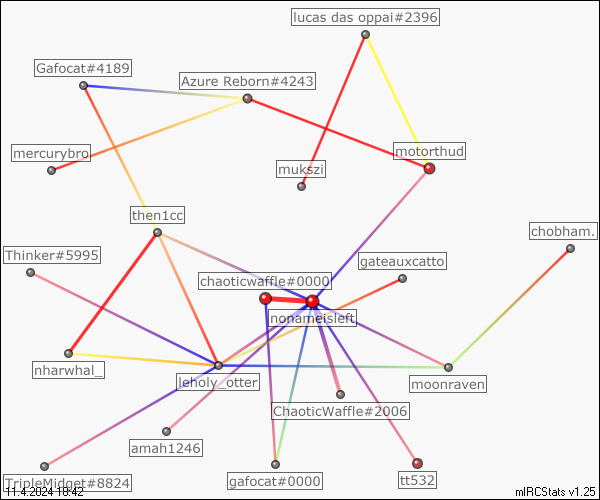 lucas das oppai#2396
Gafocat#4189
Azure Reborn#4243
mercurybro
motorthud
mukszi
then1cc
chobham.
Thinker#5995
gateauxcatto
chaoticwaffle#0000
nonameisleft
nharwhal_
leholy_otter
moonraven
ChaoticWaffle#2006
amah1246
TripleMidget#8824
gafocat#0000
tt532
11.4.2024 18:42
mIRCStats v1.25